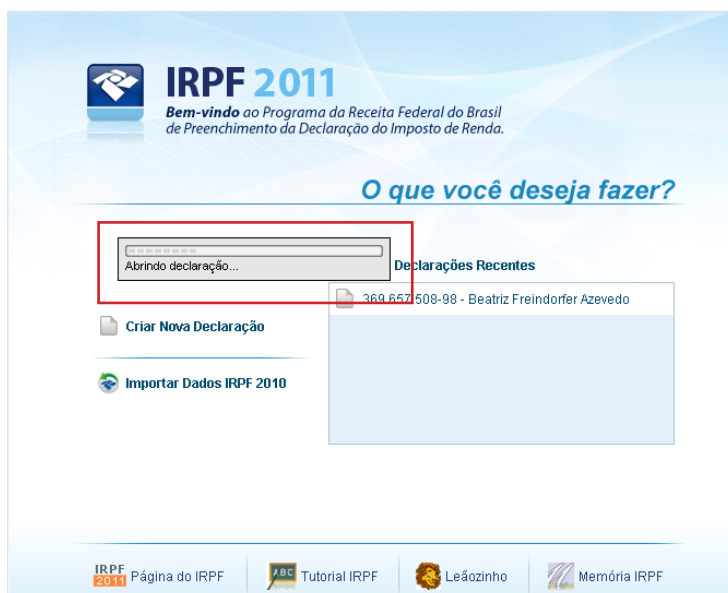 IRPF 2011
Bem-vindo ao Programa da Receita Federal do Brasil
de Preenchimento da Declaração do Imposto de Renda.
O que você deseja fazer?
Abrindo declaração...
Declarações Recentes
369.657.508-98 - Beatriz Freindorfer Azevedo
Criar Nova Declaração
Importar Dados IRPF 2010
IRPF 2011 Página do IRPF
ABC Tutorial IRPF
Leãozinho
Memória IRPF